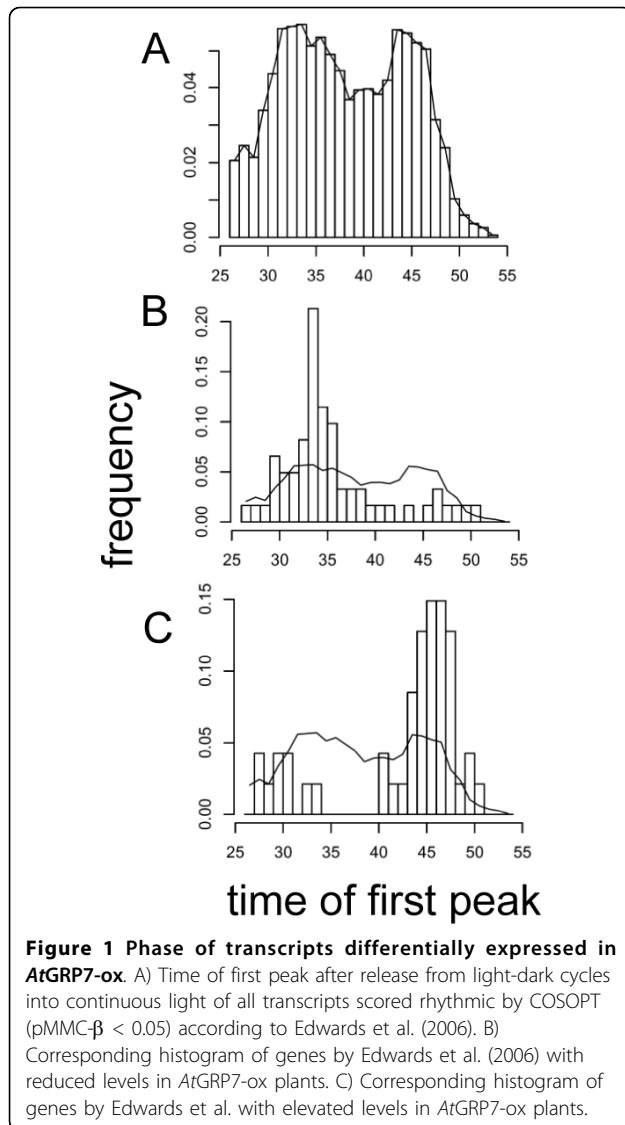 A
0.00 0.02 0.04
25 30 35 40 45 50 55
B
0.00 0.05 0.10 0.15 0.20
25 30 35 40 45 50 55
frequency
C
0.00 0.05 0.10 0.15
25 30 35 40 45 50 55
time of first peak
Figure 1 Phase of transcripts differentially expressed in
AtGRP7-ox. A) Time of first peak after release from light-dark cycles
into continuous light of all transcripts scored rhythmic by COSOPT
(pMMC-β < 0.05) according to Edwards et al. (2006). B)
Corresponding histogram of genes by Edwards et al. (2006) with
reduced levels in AtGRP7-ox plants. C) Corresponding histogram of
genes by Edwards et al. with elevated levels in AtGRP7-ox plants.